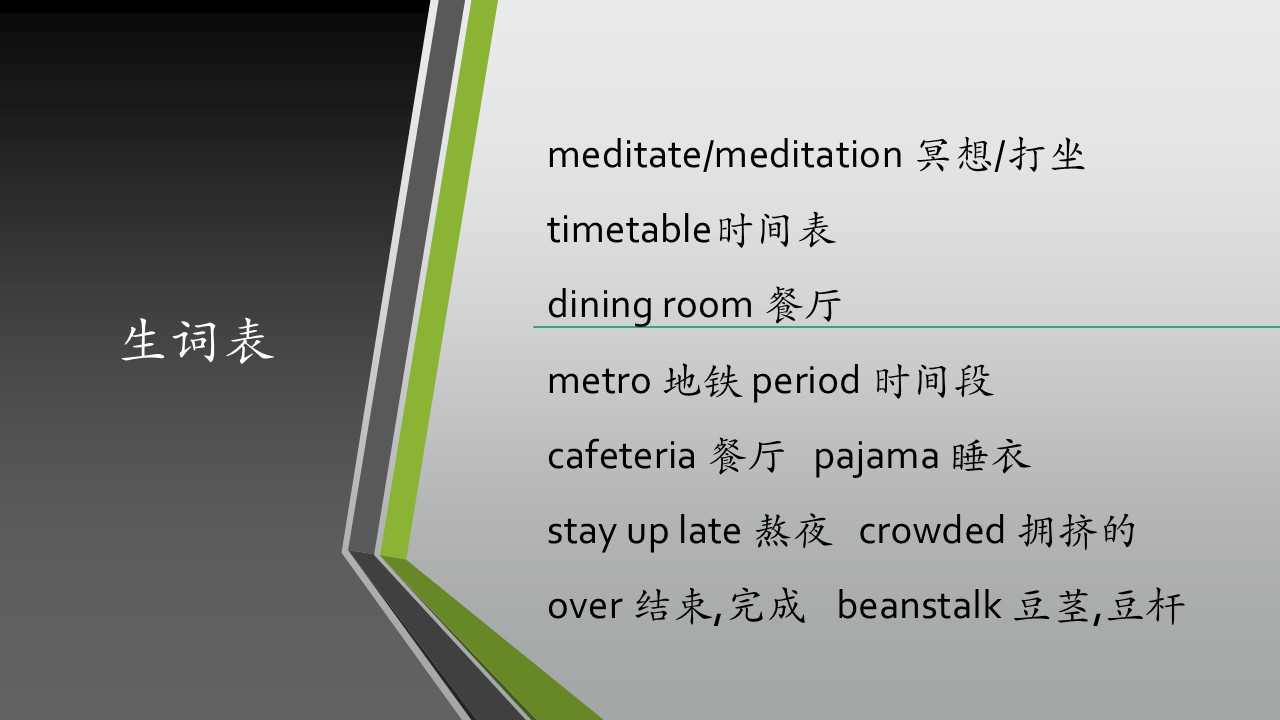 生词表
meditate/meditation 冥想/打坐
timetable时间表
dining room 餐厅
metro 地铁 period 时间段
cafeteria 餐厅 pajama 睡衣
stay up late 熬夜 crowded 拥挤的
over 结束,完成 beanstalk 豆茎,豆杆